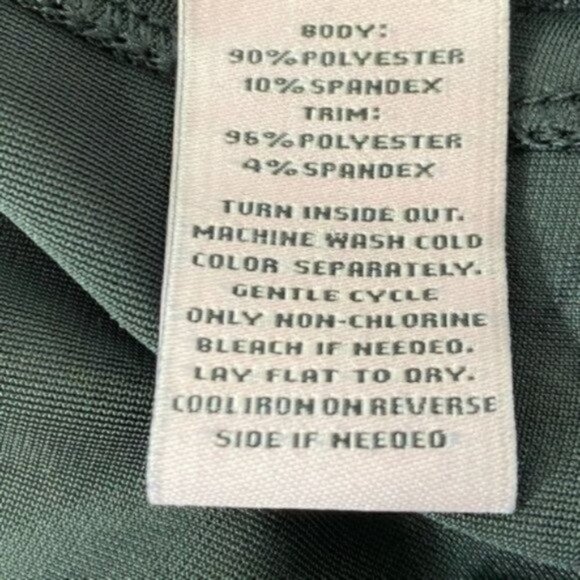 BODY:
90% POLYESTER
10% SPANDEX
TRIM:
96% POLYESTER
4% SPANDEX
TURN INSIDE OUT.
MACHINE WASH COLD
COLOR SEPARATELY.
GENTLE CYCLE
ONLY NON-CHLORINE
BLEACH IF NEEDED.
LAY FLAT TO DRY.
COOL IRON ON REVERSE
SIDE IF NEEDED